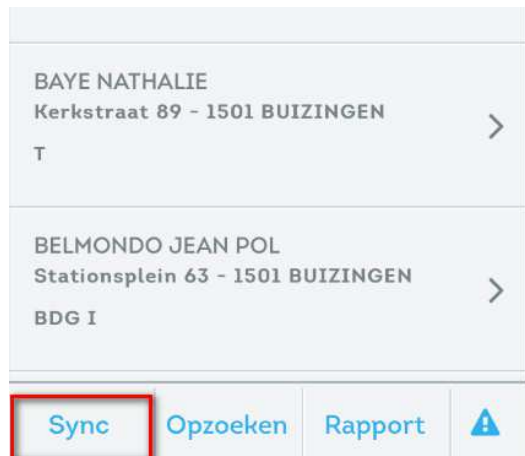 BAYE NATHALIE
Kerkstraat 89 - 1501 BUIZINGEN
T
BELMONDO JEAN POL
Stationsplein 63 - 1501 BUIZINGEN
BDG I
Sync Opzoeken Rapport